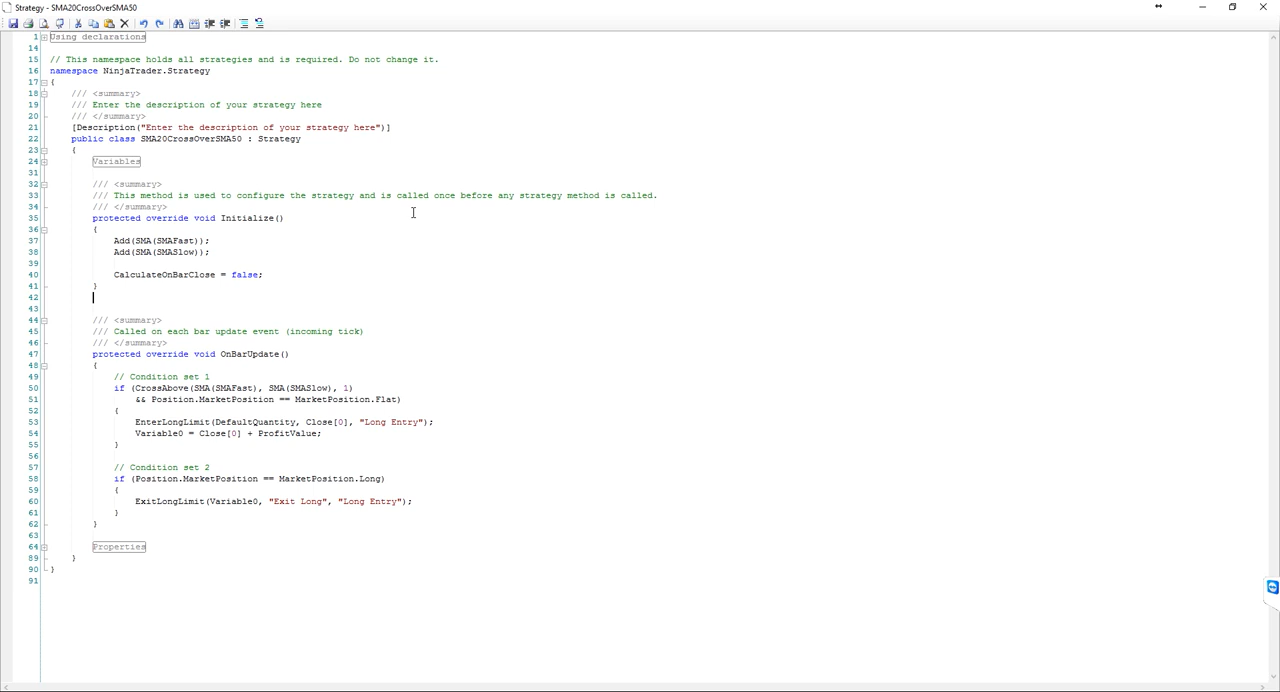 Strategy - SMA20CrossOverSMA50
1 Using declarations
14
15 // This namespace holds all strategies and is required. Do not change it.
16 namespace NinjaTrader.Strategy
17 {
18 /// <summary>
19 /// Enter the description of your strategy here
20 /// </summary>
21 [Description("Enter the description of your strategy here")]
22 public class SMA20CrossOverSMA50 : Strategy
23 {
24 Variables
31
32 /// <summary>
33 /// This method is used to configure the strategy and is called once before any strategy method is called.
34 /// </summary>
35 protected override void Initialize()
36 {
37 Add(SMA(SMAFast));
38 Add(SMA(SMASlow));
39
40 CalculateOnBarClose = false;
41 }
42
43
44 /// <summary>
45 /// Called on each bar update event (incoming tick)
46 /// </summary>
47 protected override void OnBarUpdate()
48 {
49 // Condition set 1
50 if (CrossAbove(SMA(SMAFast), SMA(SMASlow), 1)
51 && Position.MarketPosition == MarketPosition.Flat)
52 {
53 EnterLongLimit(DefaultQuantity, Close[0], "Long Entry");
54 Variable0 = Close[0] + ProfitValue;
55 }
56
57 // Condition set 2
58 if (Position.MarketPosition == MarketPosition.Long)
59 {
60 ExitLongLimit(Variable0, "Exit Long", "Long Entry");
61 }
62 }
63
64 Properties
89 }
90 }
91